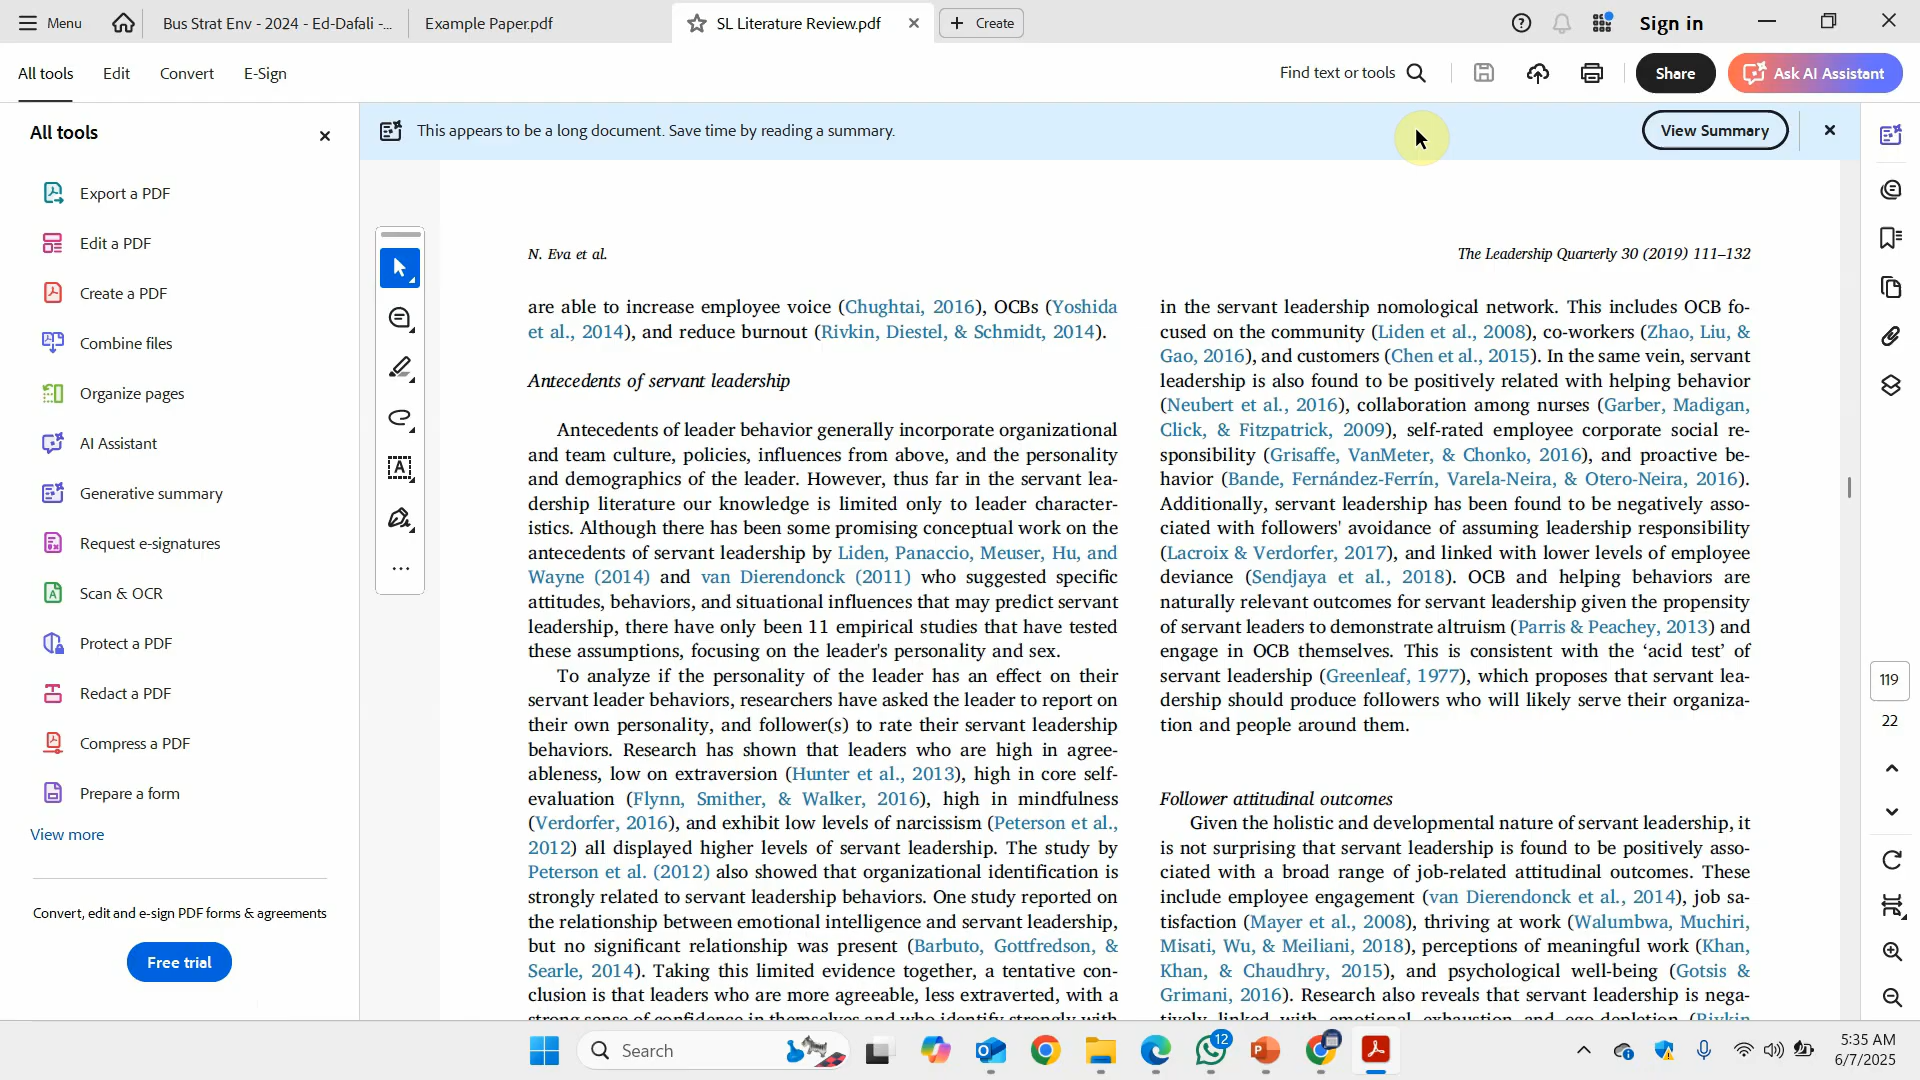 Menu
Bus Strat Env - 2024 - Ed-Dafali -...
Example Paper.pdf
SL Literature Review.pdf
Create
Sign in
All tools
Edit
Convert
E-Sign
Find text or tools
Share
Ask AI Assistant
All tools
Export a PDF
Edit a PDF
Create a PDF
Combine files
Organize pages
AI Assistant
Generative summary
Request e-signatures
Scan & OCR
Protect a PDF
Redact a PDF
Compress a PDF
Prepare a form
View more
Convert, edit and e-sign PDF forms & agreements
Free trial
This appears to be a long document. Save time by reading a summary.
View Summary
N. Eva et al.
The Leadership Quarterly 30 (2019) 111–132
are able to increase employee voice (Chughtai, 2016), OCBs (Yoshida
et al., 2014), and reduce burnout (Rivkin, Diestel, & Schmidt, 2014).
Antecedents of servant leadership
Antecedents of leader behavior generally incorporate organizational
and team culture, policies, influences from above, and the personality
and demographics of the leader. However, thus far in the servant lea-
dership literature our knowledge is limited only to leader character-
istics. Although there has been some promising conceptual work on the
antecedents of servant leadership by Liden, Panaccio, Meuser, Hu, and
Wayne (2014) and van Dierendonck (2011) who suggested specific
attitudes, behaviors, and situational influences that may predict servant
leadership, there have only been 11 empirical studies that have tested
these assumptions, focusing on the leader's personality and sex.
To analyze if the personality of the leader has an effect on their
servant leader behaviors, researchers have asked the leader to report on
their own personality, and follower(s) to rate their servant leadership
behaviors. Research has shown that leaders who are high in agree-
ableness, low on extraversion (Hunter et al., 2013), high in core self-
evaluation (Flynn, Smither, & Walker, 2016), high in mindfulness
(Verdorfer, 2016), and exhibit low levels of narcissism (Peterson et al.,
2012) all displayed higher levels of servant leadership. The study by
Peterson et al. (2012) also showed that organizational identification is
strongly related to servant leadership behaviors. One study reported on
the relationship between emotional intelligence and servant leadership,
but no significant relationship was present (Barbuto, Gottfredson, &
Searle, 2014). Taking this limited evidence together, a tentative con-
clusion is that leaders who are more agreeable, less extraverted, with a
strong sense of confidence in themselves and who identify strongly with
in the servant leadership nomological network. This includes OCB fo-
cused on the community (Liden et al., 2008), co-workers (Zhao, Liu, &
Gao, 2016), and customers (Chen et al., 2015). In the same vein, servant
leadership is also found to be positively related with helping behavior
(Neubert et al., 2016), collaboration among nurses (Garber, Madigan,
Click, & Fitzpatrick, 2009), self-rated employee corporate social re-
sponsibility (Grisaffe, VanMeter, & Chonko, 2016), and proactive be-
havior (Bande, Fernández-Ferrín, Varela-Neira, & Otero-Neira, 2016).
Additionally, servant leadership has been found to be negatively asso-
ciated with followers' avoidance of assuming leadership responsibility
(Lacroix & Verdorfer, 2017), and linked with lower levels of employee
deviance (Sendjaya et al., 2018). OCB and helping behaviors are
naturally relevant outcomes for servant leadership given the propensity
of servant leaders to demonstrate altruism (Parris & Peachey, 2013) and
engage in OCB themselves. This is consistent with the ‘acid test’ of
servant leadership (Greenleaf, 1977), which proposes that servant lea-
dership should produce followers who will likely serve their organiza-
tion and people around them.
Follower attitudinal outcomes
Given the holistic and developmental nature of servant leadership, it
is not surprising that servant leadership is found to be positively asso-
ciated with a broad range of job-related attitudinal outcomes. These
include employee engagement (van Dierendonck et al., 2014), job sa-
tisfaction (Mayer et al., 2008), thriving at work (Walumbwa, Muchiri,
Misati, Wu, & Meiliani, 2018), perceptions of meaningful work (Khan,
Khan, & Chaudhry, 2015), and psychological well-being (Gotsis &
Grimani, 2016). Research also reveals that servant leadership is nega-
tively linked with emotional exhaustion and ego-depletion (Rivkin
119
22
Search
12
5:35 AM
6/7/2025